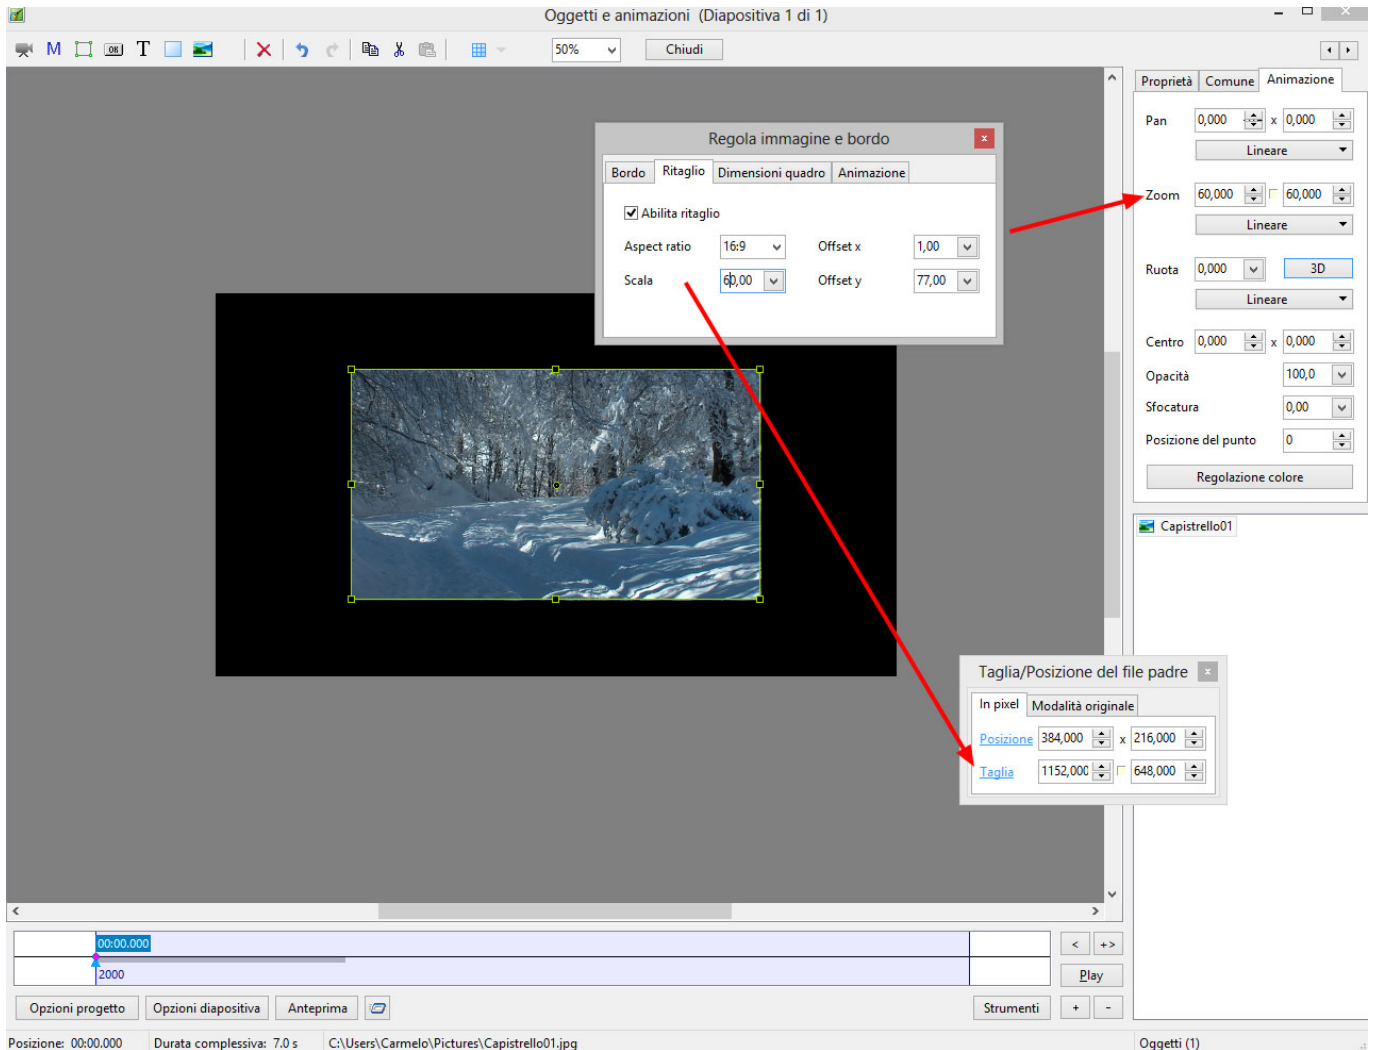 Oggetti e animazioni  (Diapositiva 1 di 1)
M OK T 50% Chiudi
Proprietà Comune Animazione
Pan 0,000 x 0,000
Lineare
Zoom 60,000 60,000
Lineare
Ruota 0,000 3D
Lineare
Centro 0,000 x 0,000
Opacità 100,0
Sfocatura 0,00
Posizione del punto 0
Regolazione colore
Capistrello01
Regola immagine e bordo x
Bordo Ritaglio Dimensioni quadro Animazione
Abilita ritaglio
Aspect ratio 16:9 Offset x 1,00
Scala 60,00 Offset y 77,00
Taglia/Posizione del file padre x
In pixel Modalità originale
Posizione 384,000 x 216,000
Taglia 1152,000 648,000
00:00.000 < +>
2000 Play
Opzioni progetto Opzioni diapositiva Anteprima Strumenti + -
Posizione: 00:00.000 Durata complessiva: 7.0 s C:\Users\Carmelo\Pictures\Capistrello01.jpg Oggetti (1)